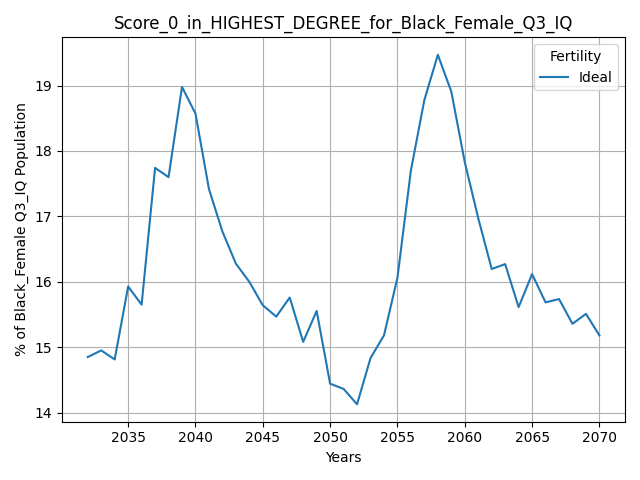 Score_0_in_HIGHEST_DEGREE_for_Black_Female_Q3_IQ
Fertility
Ideal
% of Black_Female Q3_IQ Population
19
18
17
16
15
14
2035 2040 2045 2050 2055 2060 2065 2070
Years